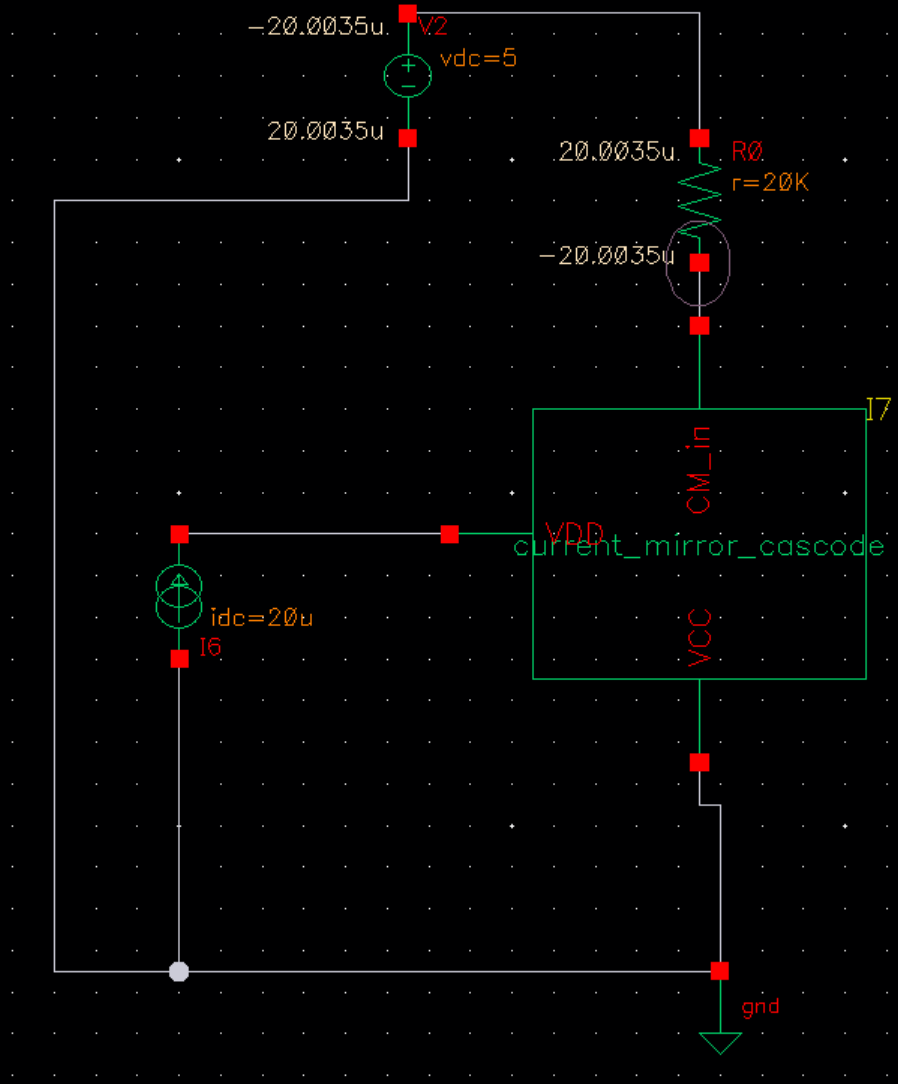 -20.0035u
V2
vdc=5
20.0035u
20.0035u
R0
r=20K
-20.0035u
I7
CM_in
VDD
current_mirror_cascode
idc=20u
I6
VCC
gnd